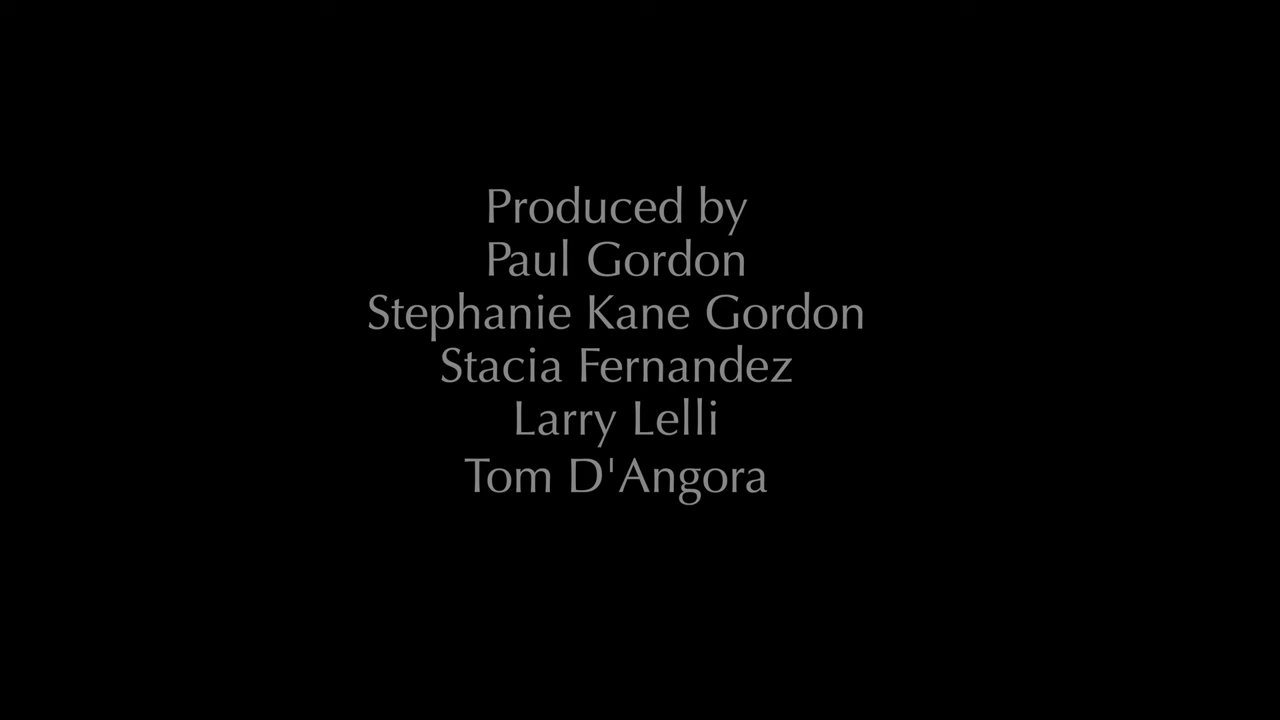 Produced by
Paul Gordon
Stephanie Kane Gordon
Stacia Fernandez
Larry Lelli
Tom D'Angora